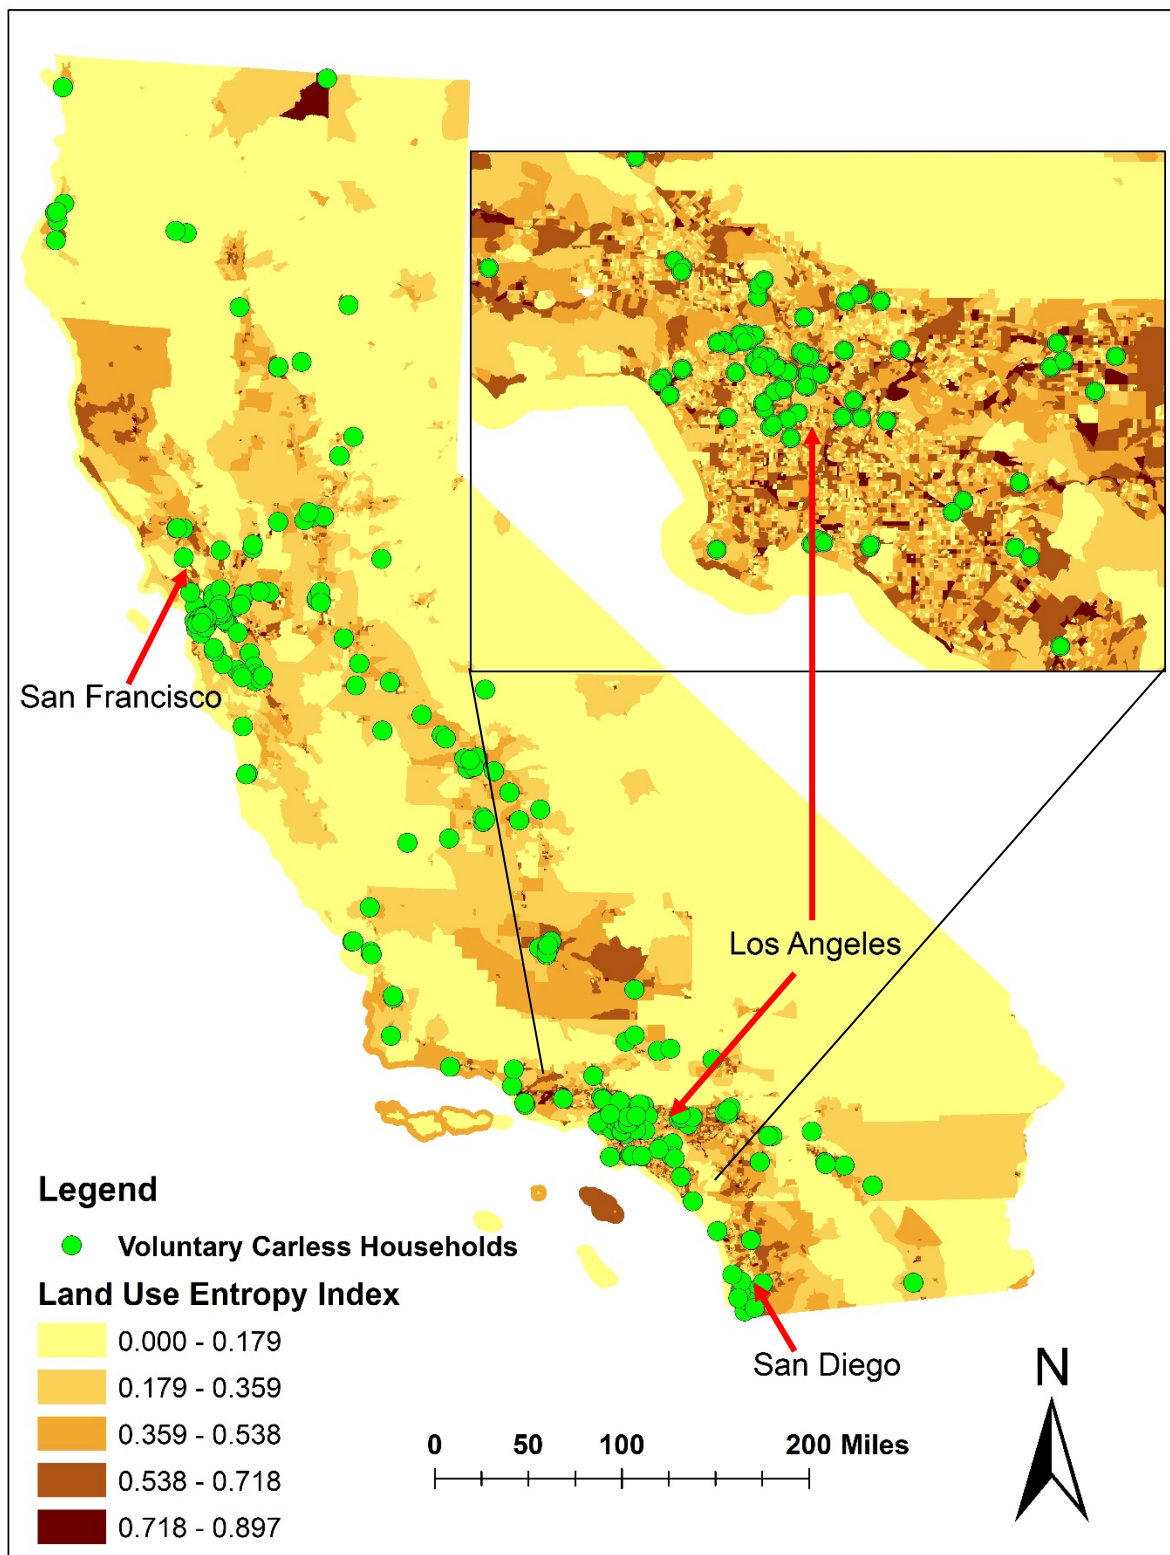 San Francisco
Los Angeles
Legend
Voluntary Carless Households
Land Use Entropy Index
0.000 - 0.179
0.179 - 0.359
0.359 - 0.538
0.538 - 0.718
0.718 - 0.897
San Diego
N
0 50 100 200 Miles